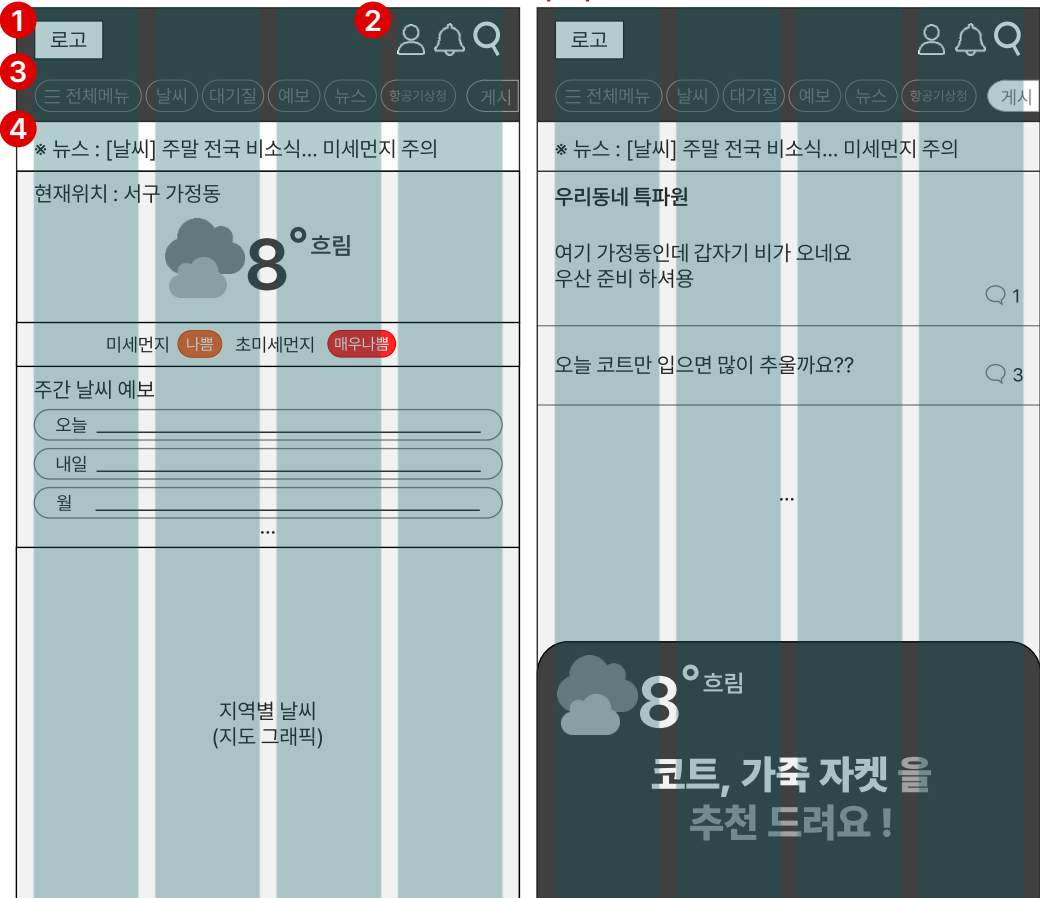 1
로고
2
3
전체메뉴
날씨
대기질
예보
뉴스
항공기상청
게시
4
※ 뉴스 : [날씨] 주말 전국 비소식... 미세먼지 주의
현재위치 : 서구 가정동
8°흐림
미세먼지 나쁨 초미세먼지 매우나쁨
주간 날씨 예보
오늘
내일
월
...
지역별 날씨
(지도 그래픽)
로고
전체메뉴
날씨
대기질
예보
뉴스
항공기상청
게시
※ 뉴스 : [날씨] 주말 전국 비소식... 미세먼지 주의
우리동네 특파원
여기 가정동인데 갑자기 비가 오네요
우산 준비 하셔용
1
오늘 코트만 입으면 많이 추울까요??
3
...
8°흐림
코트, 가죽 자켓 을
추천 드려요 !